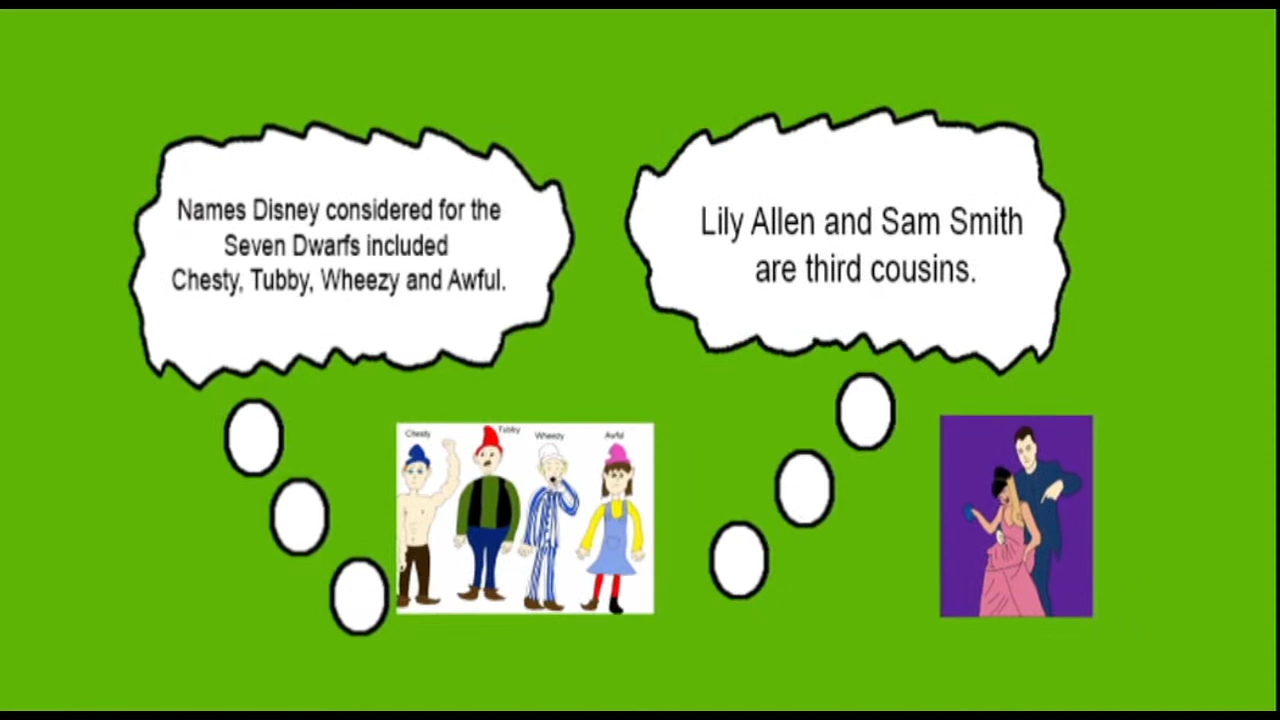 Names Disney considered for the
Seven Dwarfs included
Chesty, Tubby, Wheezy and Awful.
Lily Allen and Sam Smith
are third cousins.
Chesty
Tubby
Wheezy
Awful